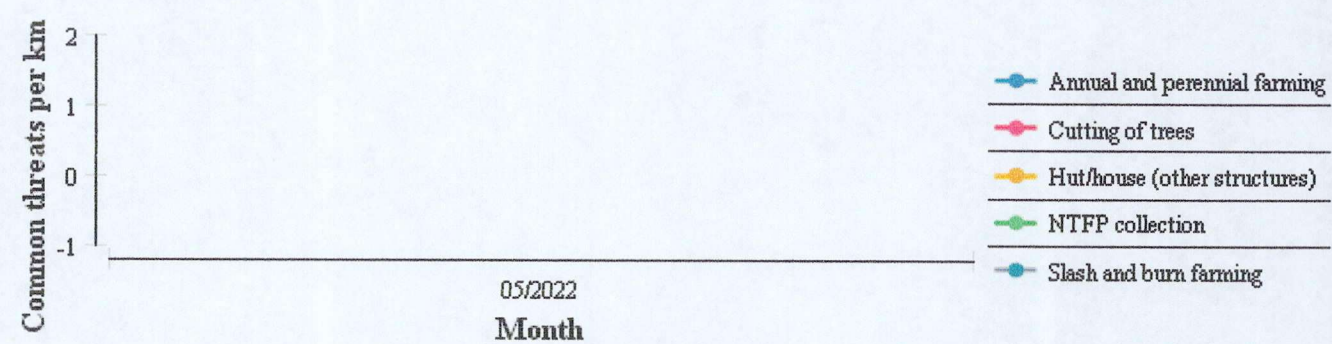 Common threats per km
2
1
0
-1
05/2022
Month
Annual and perennial farming
Cutting of trees
Hut/house (other structures)
NTFP collection
Slash and burn farming